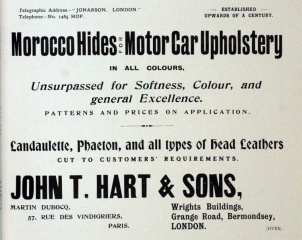 Telegraphic Address—"JONARSON, LONDON."
Telephone—No. 1485 HOP.
ESTABLISHED
UPWARDS OF A CENTURY.
Morocco Hides FOR Motor Car Upholstery
IN ALL COLOURS,
Unsurpassed for Softness, Colour, and
general Excellence.
PATTERNS AND PRICES ON APPLICATION.
Landaulette, Phaeton, and all types of Head Leathers
CUT TO CUSTOMERS' REQUIREMENTS.
JOHN T. HART & SONS,
MARTIN DUBOCQ,
57, RUE DES VINDIGRIERS,
PARIS.
Wrights Buildings,
Grange Road, Bermondsey,
LONDON.
[OVER.